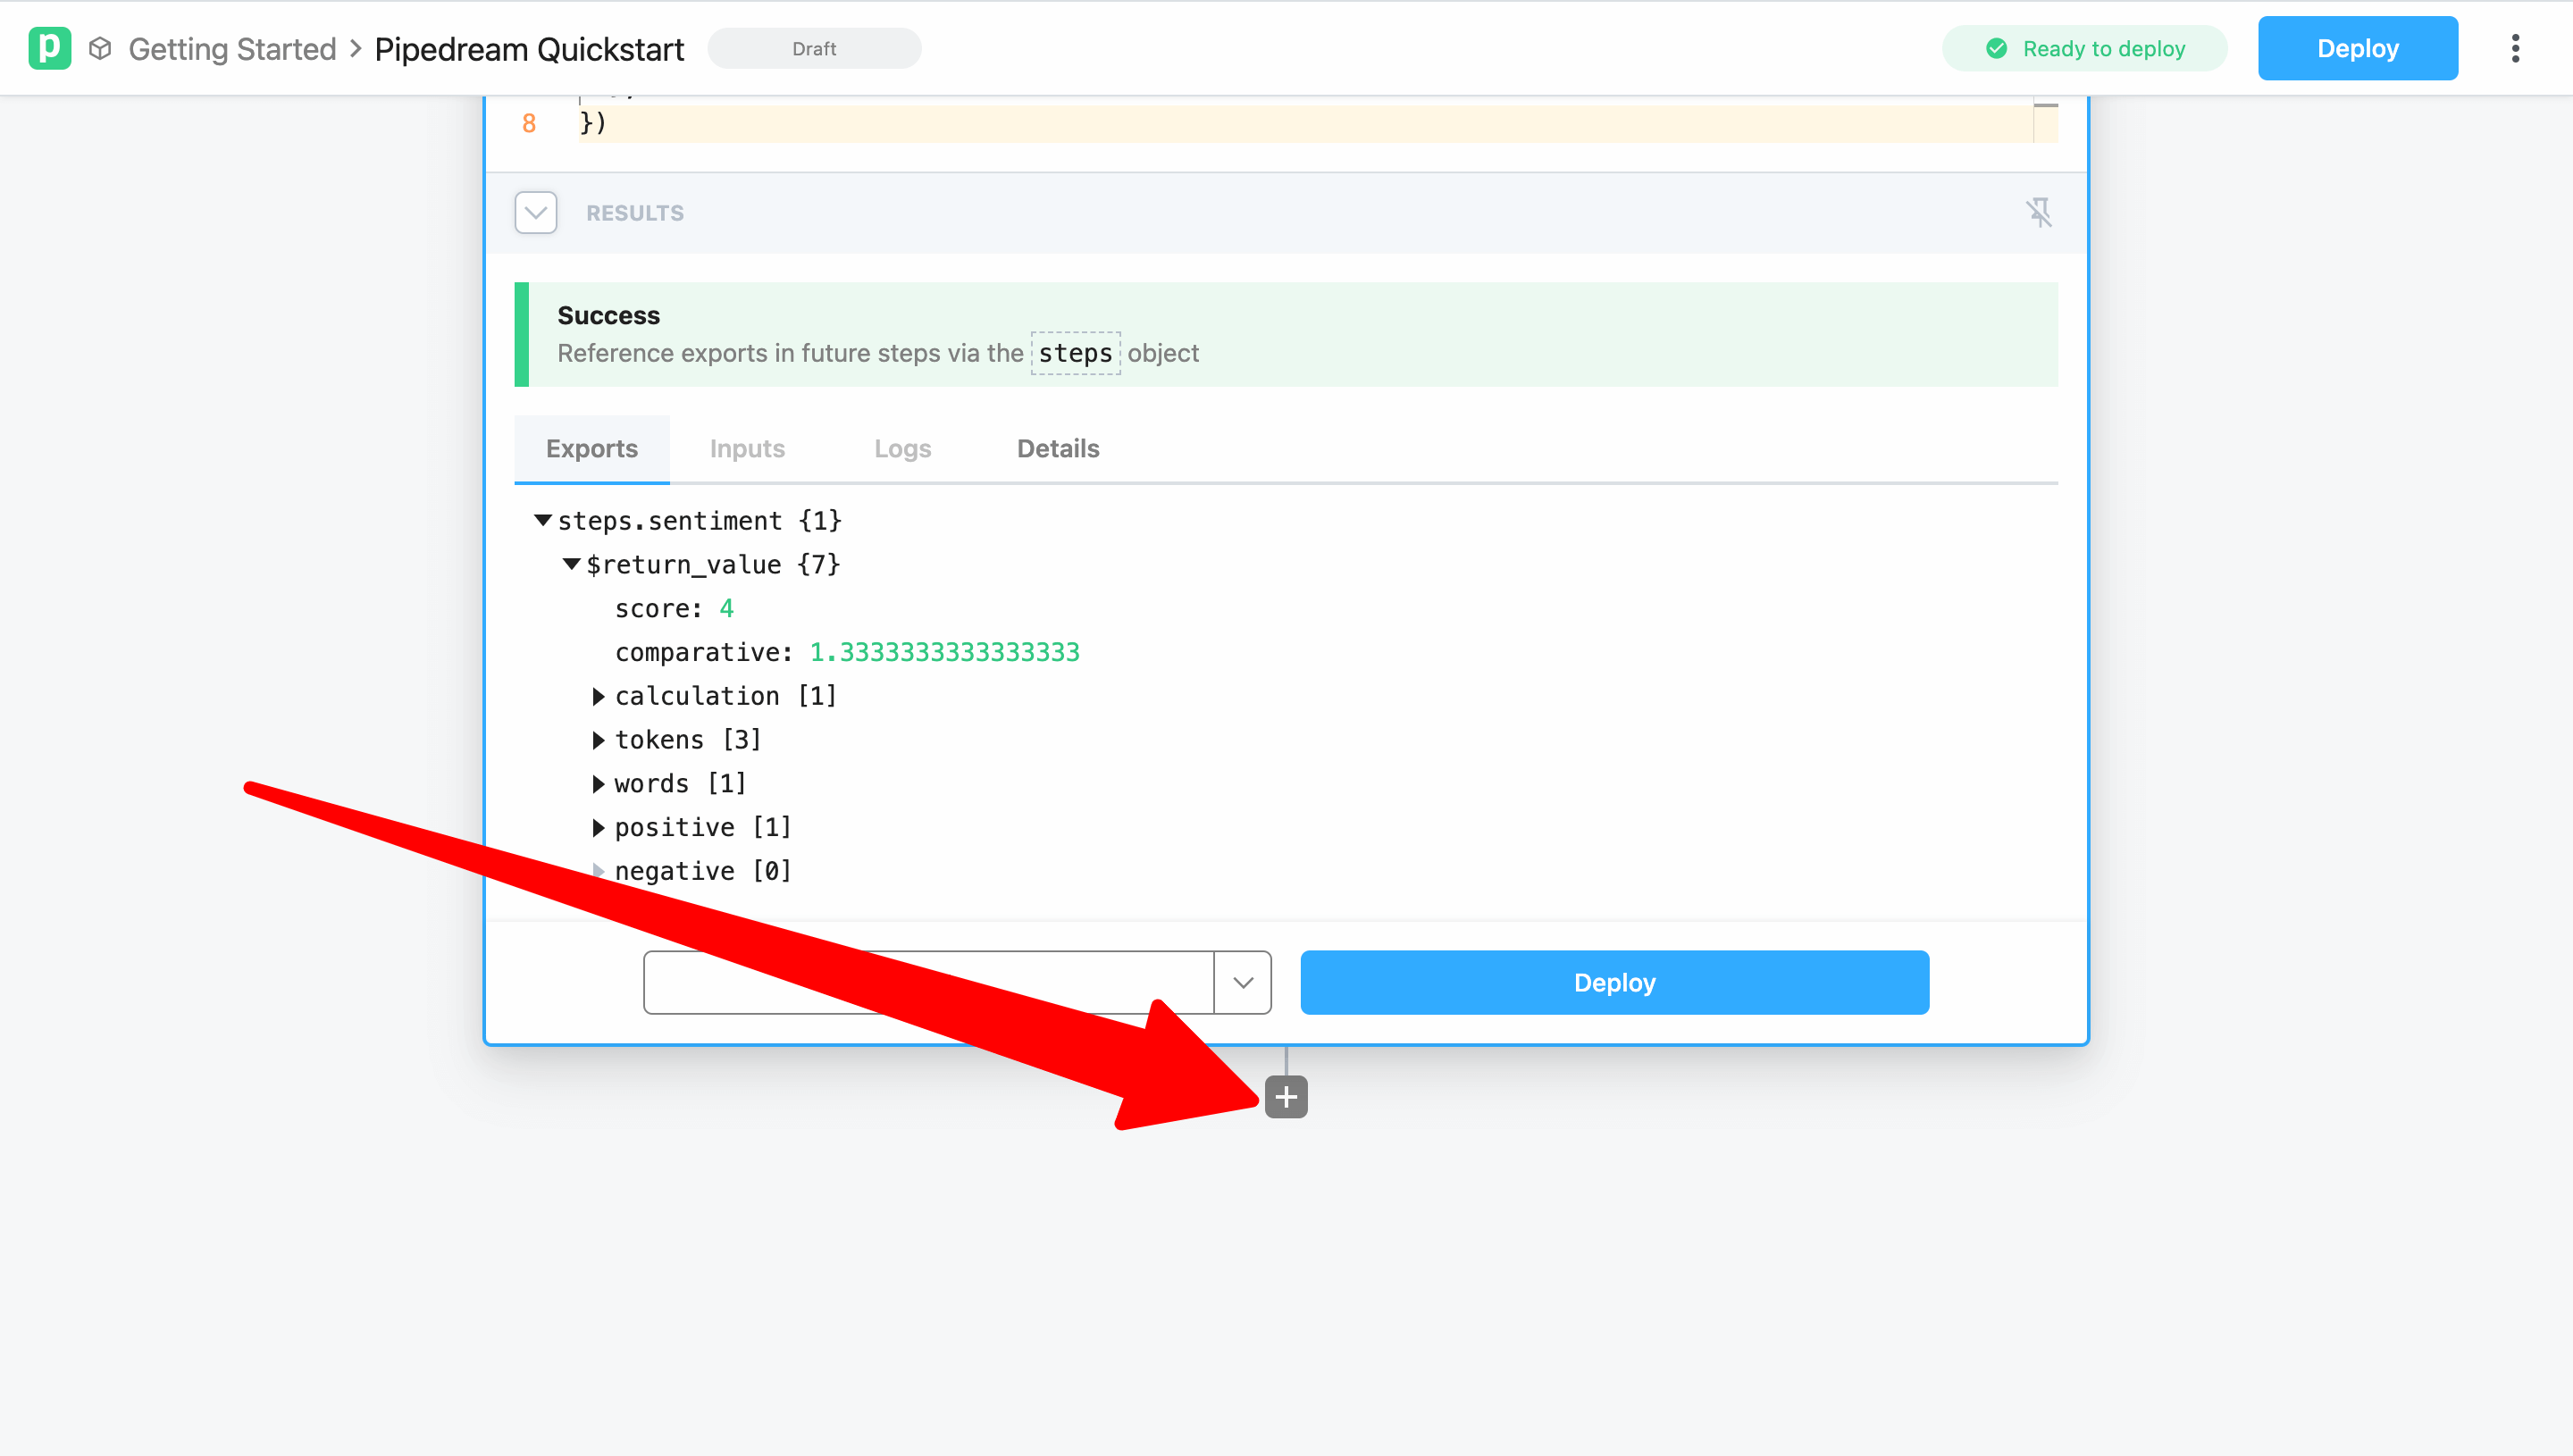 p Getting Started > Pipedream Quickstart Draft Ready to deploy Deploy
8 })
RESULTS
Success
Reference exports in future steps via the steps object
Exports Inputs Logs Details
steps.sentiment {1}
$return_value {7}
score: 4
comparative: 1.3333333333333333
calculation [1]
tokens [3]
words [1]
positive [1]
negative [0]
Deploy